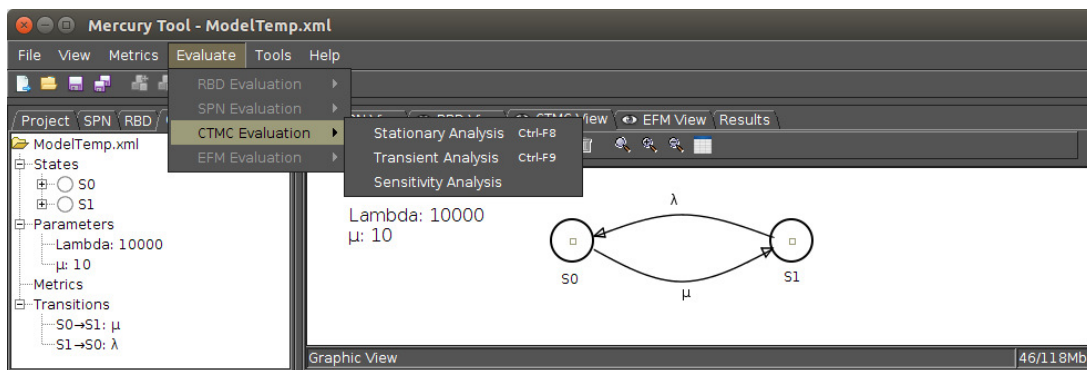 Mercury Tool - ModelTemp.xml
File View Metrics Evaluate Tools Help
RBD Evaluation
SPN Evaluation
CTMC Evaluation
EFM Evaluation
Stationary Analysis Ctrl-F8
Transient Analysis Ctrl-F9
Sensitivity Analysis
Project SPN RBD View EFM View Results
ModelTemp.xml
States
S0
S1
Parameters
Lambda: 10000
μ: 10
Metrics
Transitions
S0→S1: μ
S1→S0: λ
Lambda: 10000
μ: 10
λ
S0
S1
μ
Graphic View 46/118Mb